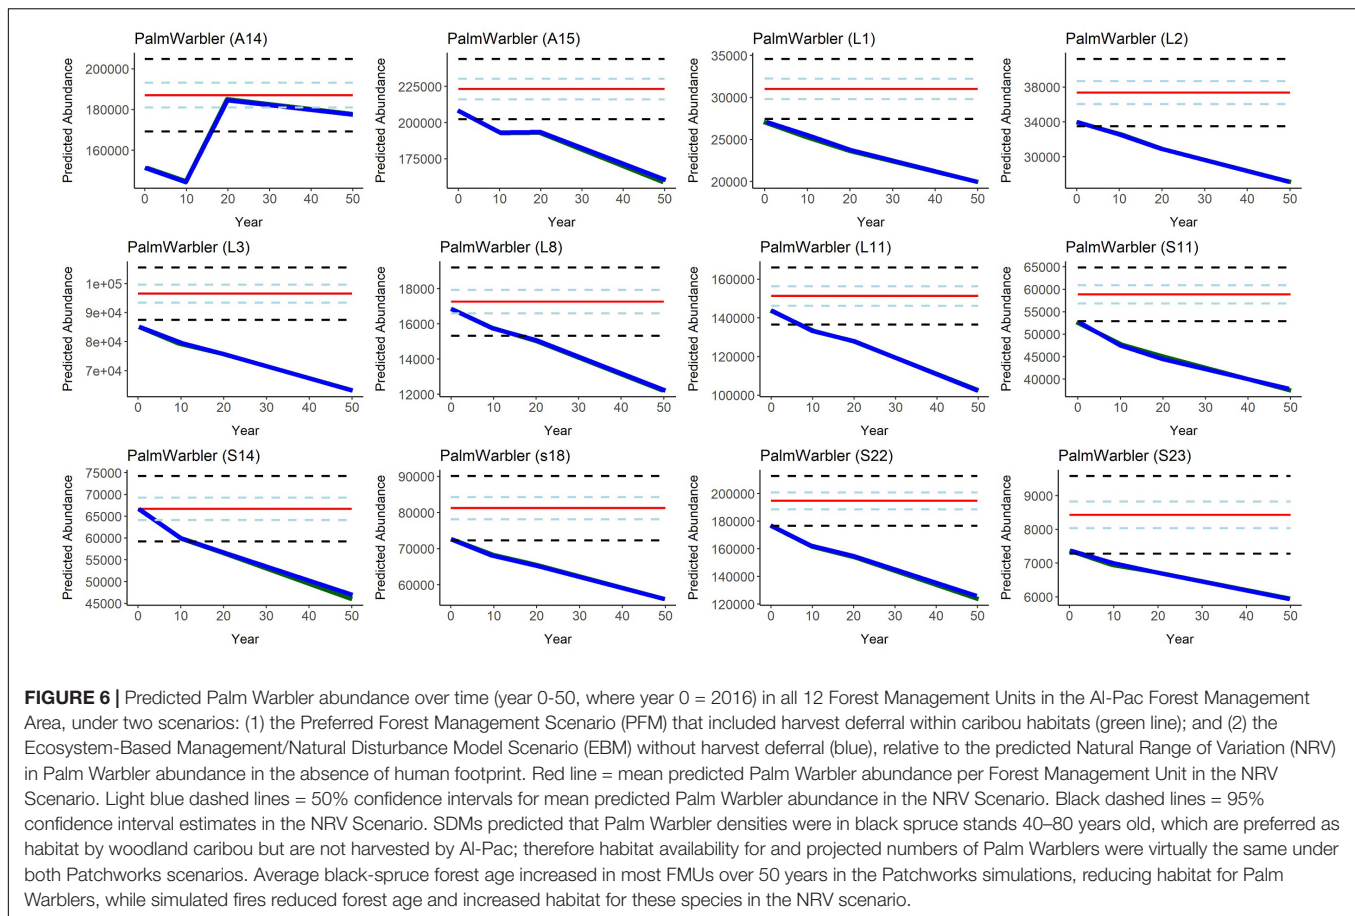 PalmWarbler (A14)
Predicted Abundance
200000
180000
160000
0 10 20 30 40 50
Year
PalmWarbler (A15)
Predicted Abundance
225000
200000
175000
0 10 20 30 40 50
Year
PalmWarbler (L1)
Predicted Abundance
35000
30000
25000
20000
0 10 20 30 40 50
Year
PalmWarbler (L2)
Predicted Abundance
38000
34000
30000
0 10 20 30 40 50
Year
PalmWarbler (L3)
Predicted Abundance
1e+05
9e+04
8e+04
7e+04
0 10 20 30 40 50
Year
PalmWarbler (L8)
Predicted Abundance
18000
16000
14000
12000
0 10 20 30 40 50
Year
PalmWarbler (L11)
Predicted Abundance
160000
140000
120000
100000
0 10 20 30 40 50
Year
PalmWarbler (S11)
Predicted Abundance
65000
60000
55000
50000
45000
40000
0 10 20 30 40 50
Year
PalmWarbler (S14)
Predicted Abundance
75000
70000
65000
60000
55000
50000
45000
0 10 20 30 40 50
Year
PalmWarbler (s18)
Predicted Abundance
90000
80000
70000
60000
0 10 20 30 40 50
Year
PalmWarbler (S22)
Predicted Abundance
200000
180000
160000
140000
120000
0 10 20 30 40 50
Year
PalmWarbler (S23)
Predicted Abundance
9000
8000
7000
6000
0 10 20 30 40 50
Year
FIGURE 6 | Predicted Palm Warbler abundance over time (year 0-50, where year 0 = 2016) in all 12 Forest Management Units in the Al-Pac Forest Management
Area, under two scenarios: (1) the Preferred Forest Management Scenario (PFM) that included harvest deferral within caribou habitats (green line); and (2) the
Ecosystem-Based Management/Natural Disturbance Model Scenario (EBM) without harvest deferral (blue), relative to the predicted Natural Range of Variation (NRV)
in Palm Warbler abundance in the absence of human footprint. Red line = mean predicted Palm Warbler abundance per Forest Management Unit in the NRV
Scenario. Light blue dashed lines = 50% confidence intervals for mean predicted Palm Warbler abundance in the NRV Scenario. Black dashed lines = 95%
confidence interval estimates in the NRV Scenario. SDMs predicted that Palm Warbler densities were in black spruce stands 40–80 years old, which are preferred as
habitat by woodland caribou but are not harvested by Al-Pac; therefore habitat availability for and projected numbers of Palm Warblers were virtually the same under
both Patchworks scenarios. Average black-spruce forest age increased in most FMUs over 50 years in the Patchworks simulations, reducing habitat for Palm
Warblers, while simulated fires reduced forest age and increased habitat for these species in the NRV scenario.